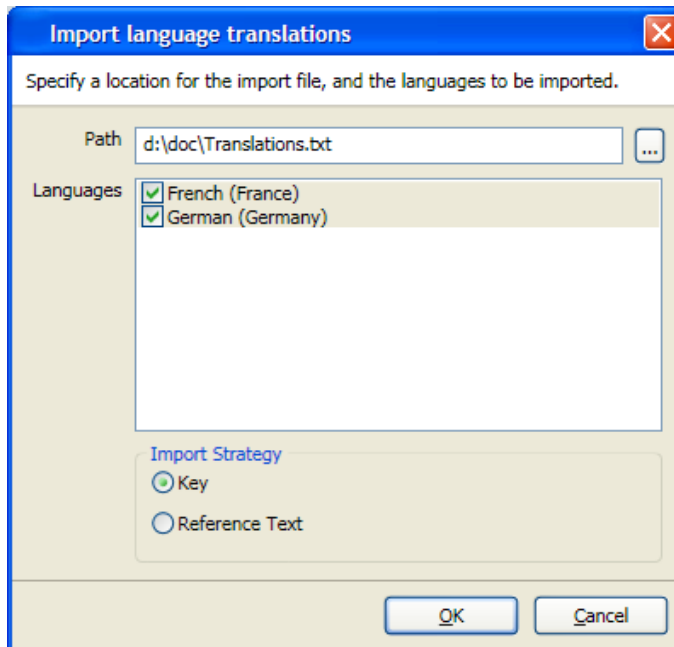 Import language translations
Specify a location for the import file, and the languages to be imported.
Path d:\doc\Translations.txt ...
Languages French (France)
German (Germany)
Import Strategy
Key
Reference Text
OK Cancel